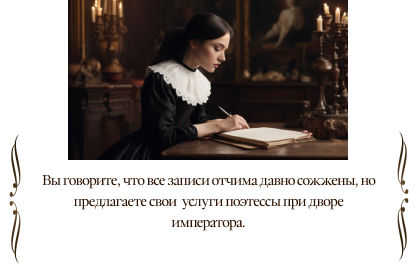 Вы говорите, что все записи отчима давно сожжены, но
предлагаете свои услуги поэтессы при дворе
императора.